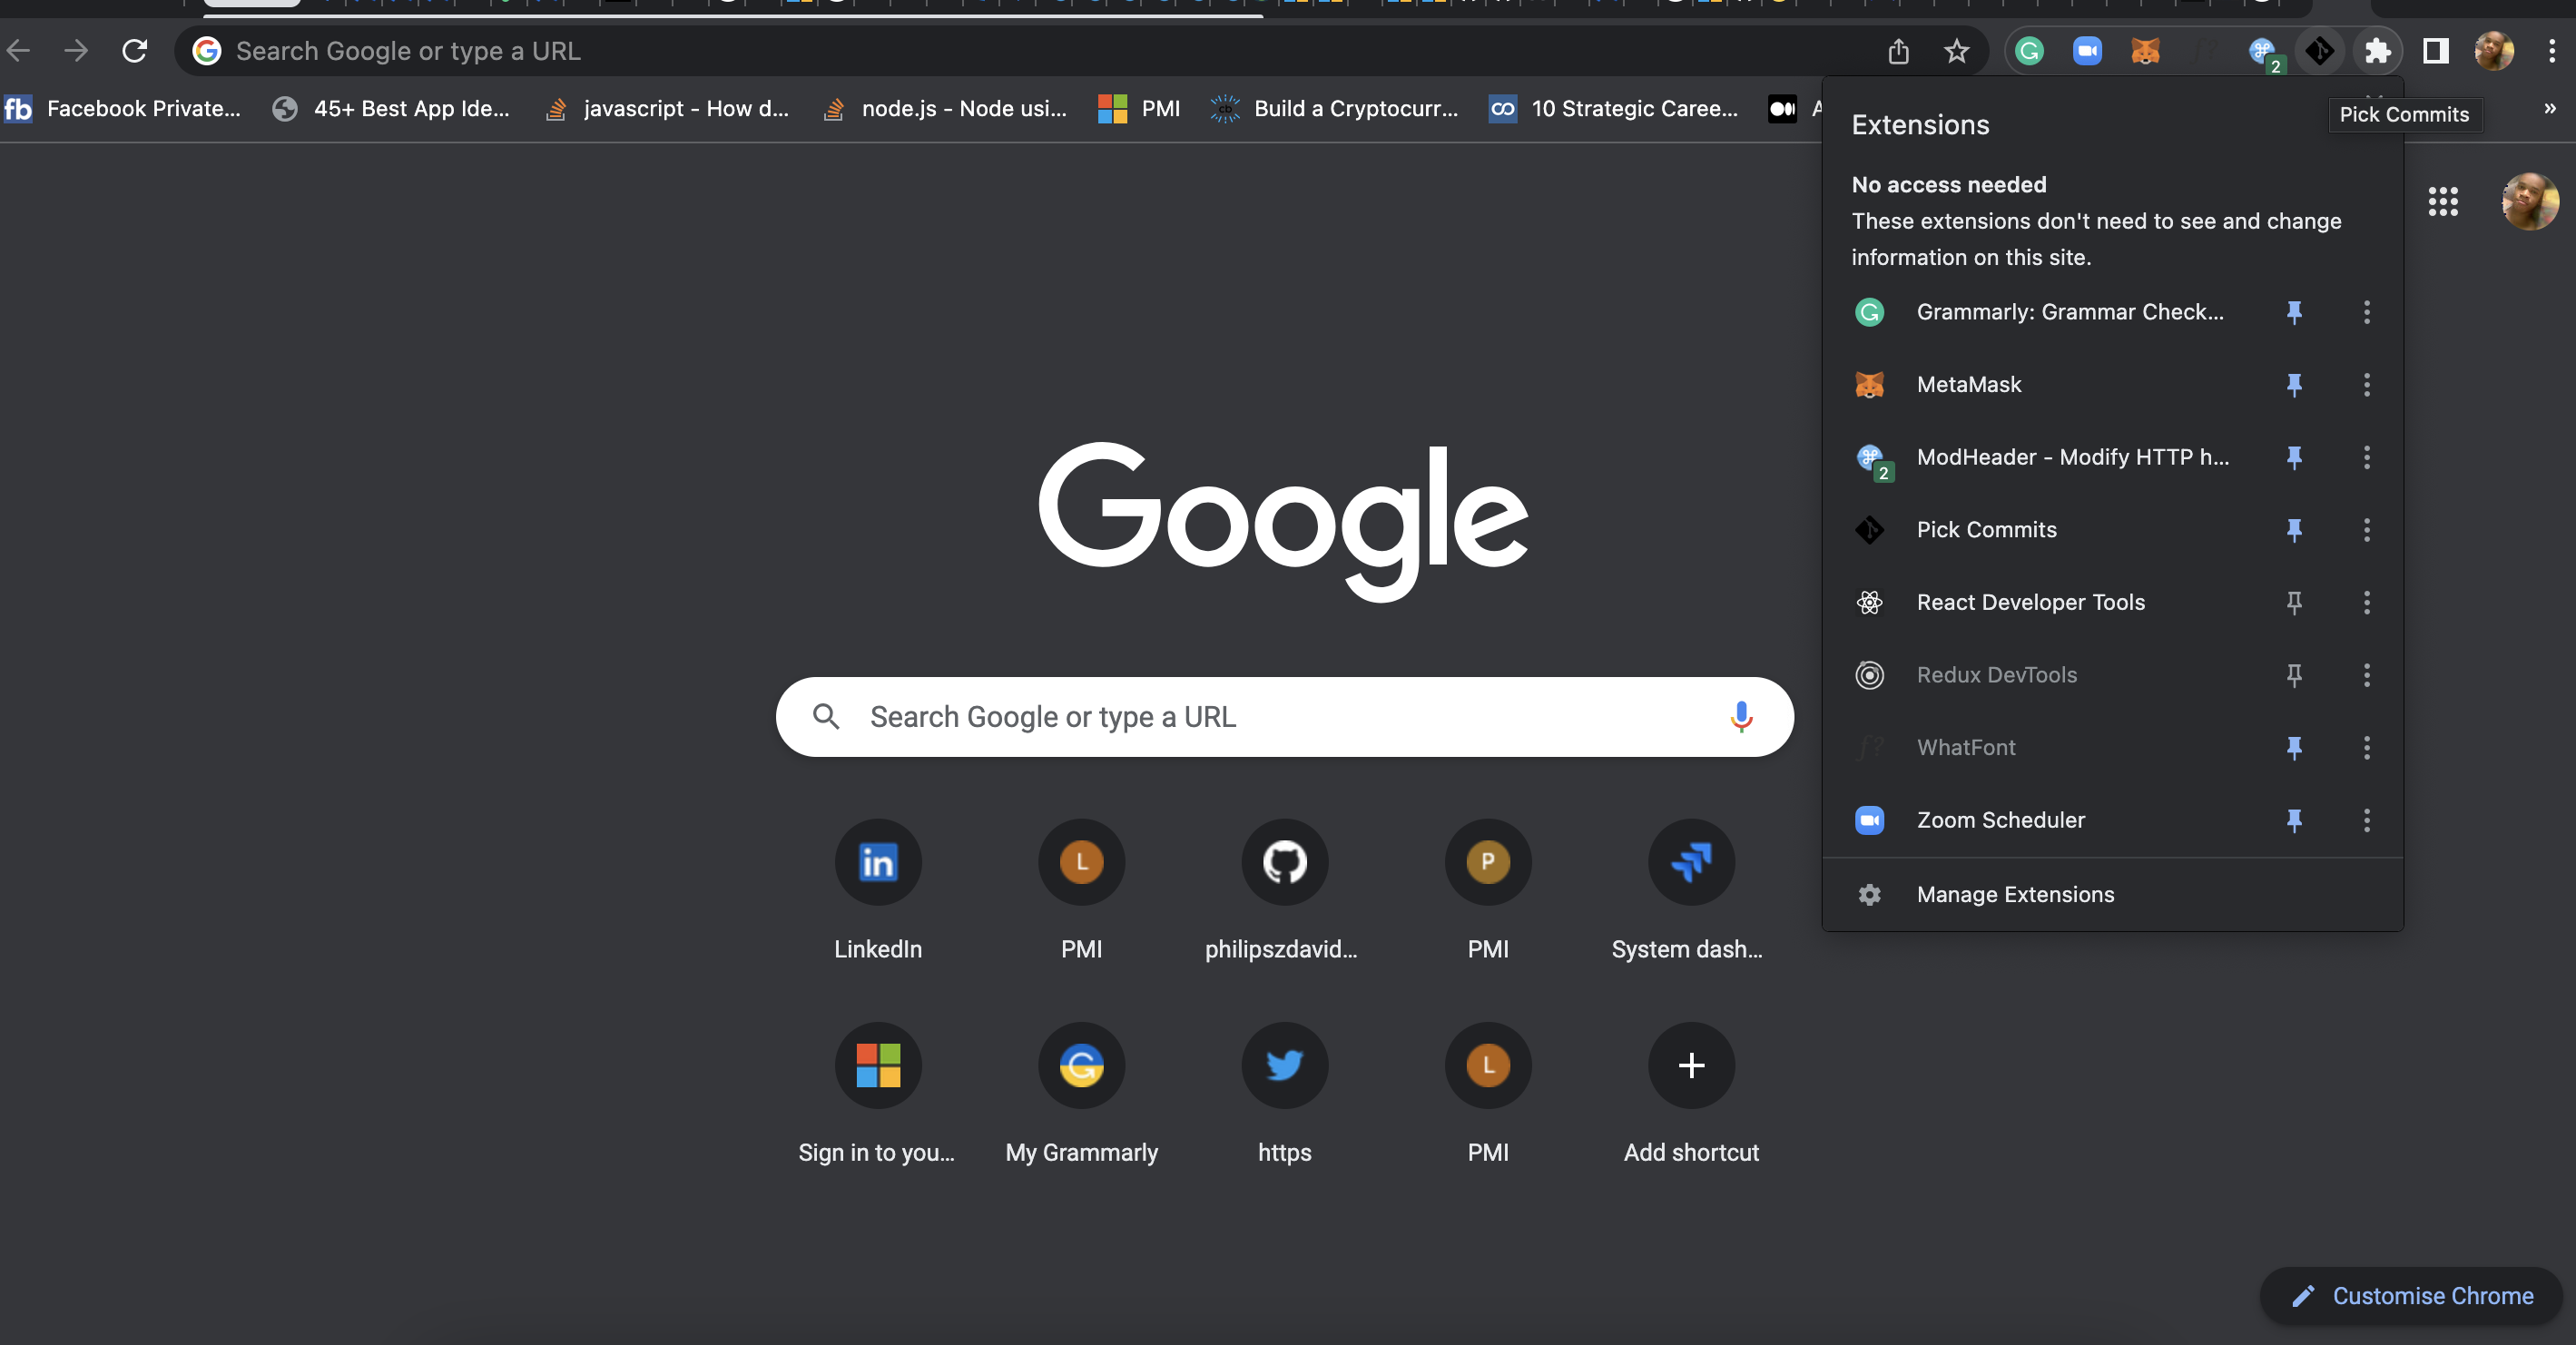 Search Google or type a URL
2
Facebook Private...
45+ Best App Ide...
javascript - How d...
node.js - Node usi...
PMI
Build a Cryptocurr...
10 Strategic Caree...
A
»
Pick Commits
Extensions
No access needed
These extensions don't need to see and change
information on this site.
Grammarly: Grammar Check...
MetaMask
ModHeader - Modify HTTP h...
2
Pick Commits
React Developer Tools
Redux DevTools
WhatFont
Zoom Scheduler
Manage Extensions
Google
Search Google or type a URL
LinkedIn
PMI
philipszdavid...
PMI
System dash...
Sign in to you...
My Grammarly
https
PMI
Add shortcut
Customise Chrome